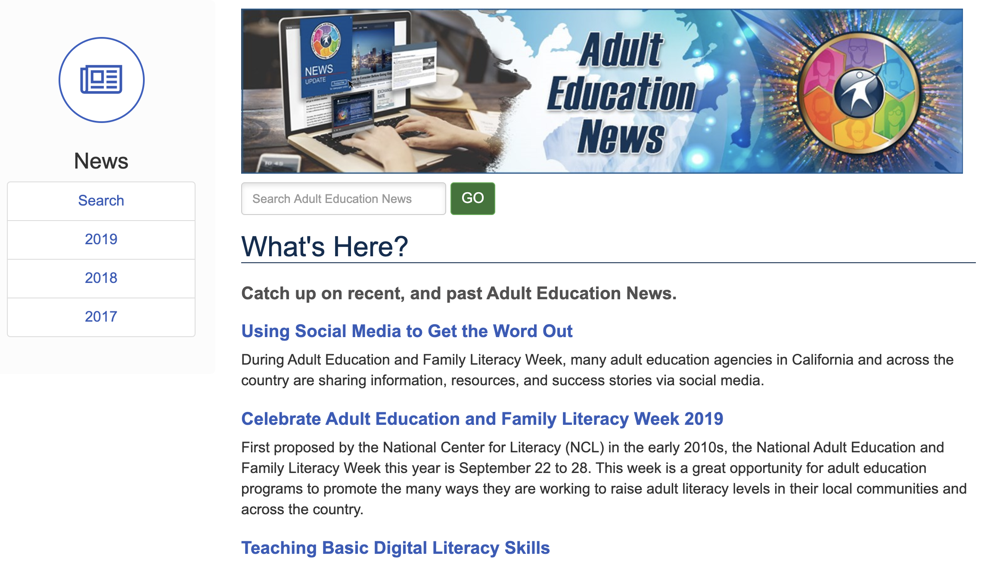 News
Search
2019
2018
2017
NEWS
UPDATE
Subscribe
EXCHANGE
RATE
10 45
Adult
Education
News
Search Adult Education News
GO
What's Here?
Catch up on recent, and past Adult Education News.
Using Social Media to Get the Word Out
During Adult Education and Family Literacy Week, many adult education agencies in California and across the
country are sharing information, resources, and success stories via social media.
Celebrate Adult Education and Family Literacy Week 2019
First proposed by the National Center for Literacy (NCL) in the early 2010s, the National Adult Education and
Family Literacy Week this year is September 22 to 28. This week is a great opportunity for adult education
programs to promote the many ways they are working to raise adult literacy levels in their local communities and
across the country.
Teaching Basic Digital Literacy Skills